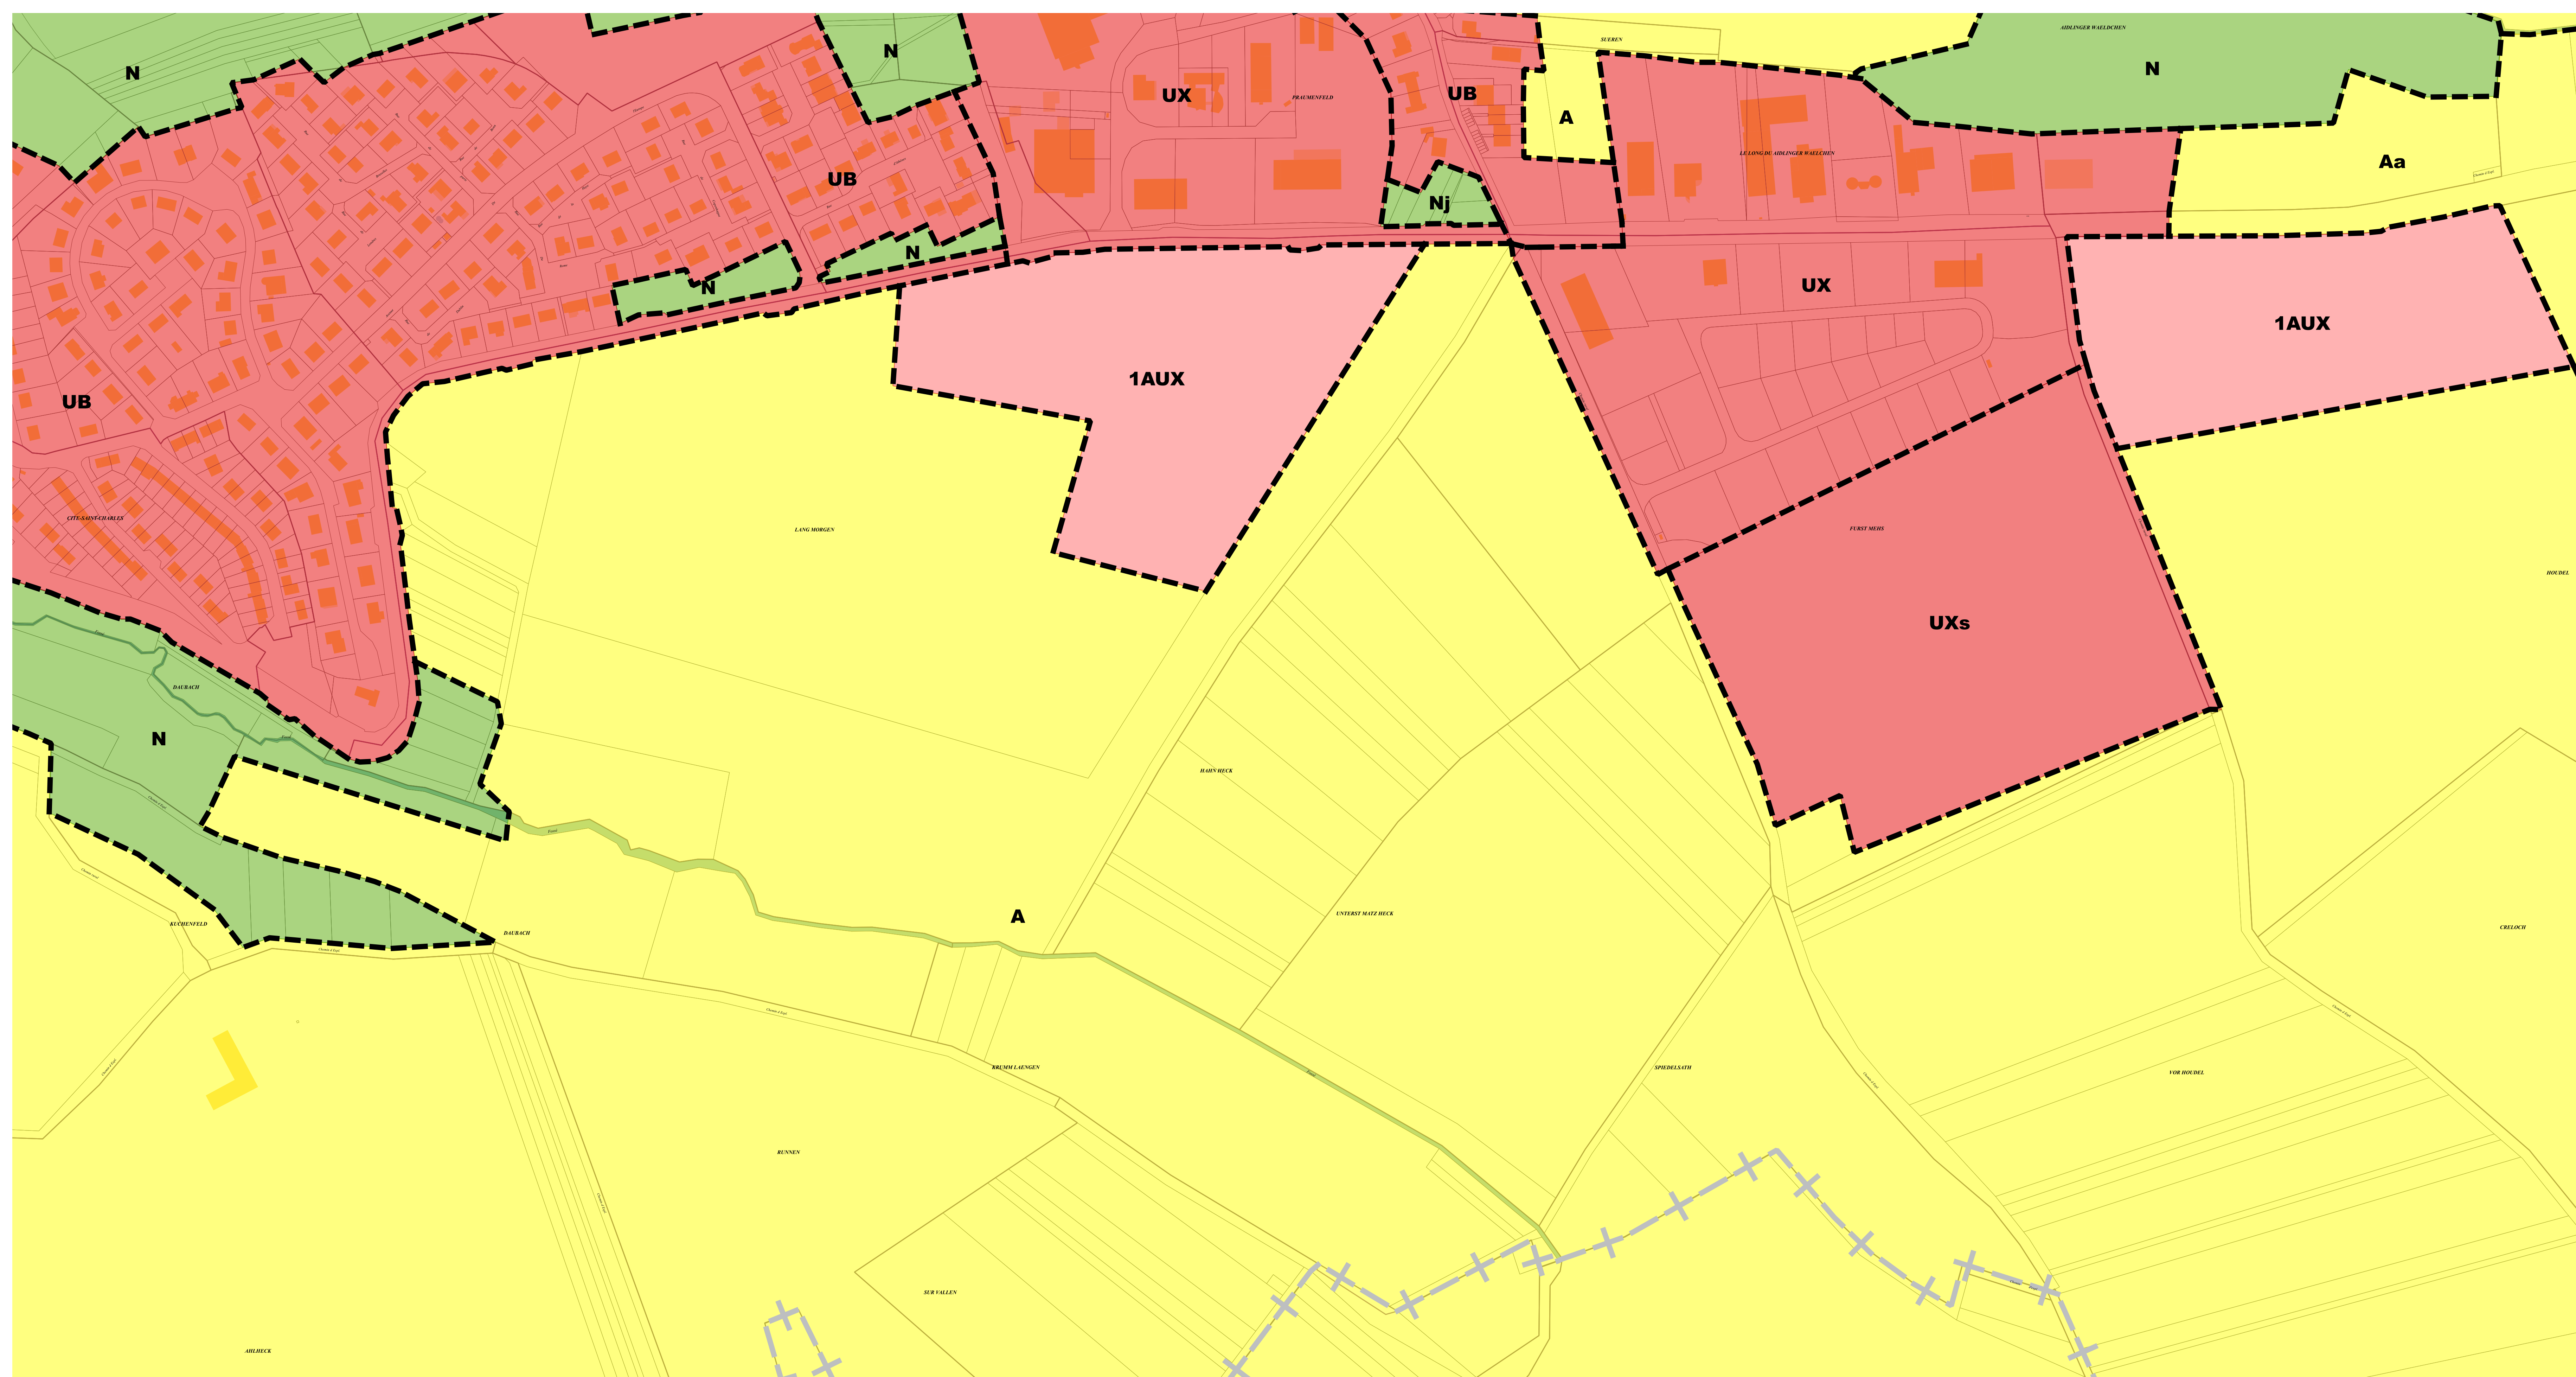 AIDLINGER WAELDCHEN
SUEREN
N
N
N
UX
PFLAUMENFELD
UB
A
LE LONG DU AIDLINGER WAELCHEN
Aa
UB
Nj
N
N
UX
1AUX
1AUX
UB
CITE-SAINT-CHARLES
LANG MORGEN
FURST MEHS
HOUDEL
UXs
DAUBACH
N
HAHN HECK
A
UNTERST MATZ HECK
KUCHENFELD
DAUBACH
CRELOCH
KRUMM LAENGEN
SPIEDELSATH
VOR HOUDEL
RUNNEN
SUR VALLEN
AHLHECK